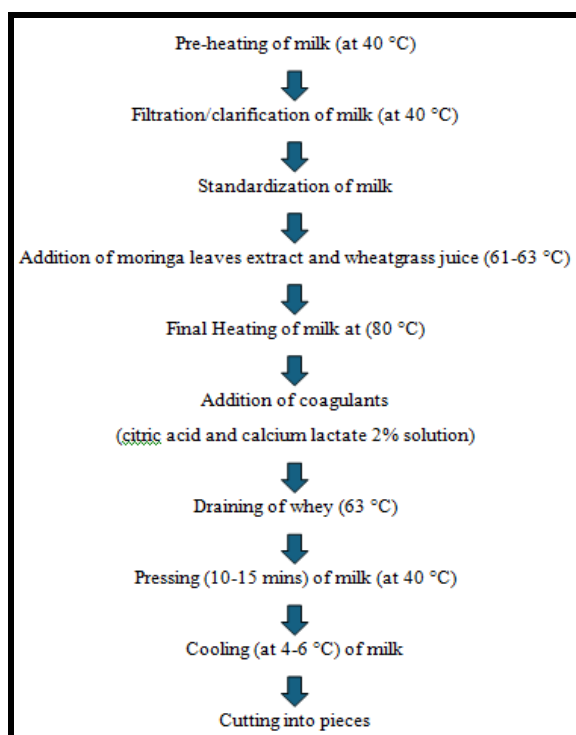 Pre-heating of milk (at 40 °C)
Filtration/clarification of milk (at 40 °C)
Standardization of milk
Addition of moringa leaves extract and wheatgrass juice (61-63 °C)
Final Heating of milk at (80 °C)
Addition of coagulants
(citric acid and calcium lactate 2% solution)
Draining of whey (63 °C)
Pressing (10-15 mins) of milk (at 40 °C)
Cooling (at 4-6 °C) of milk
Cutting into pieces